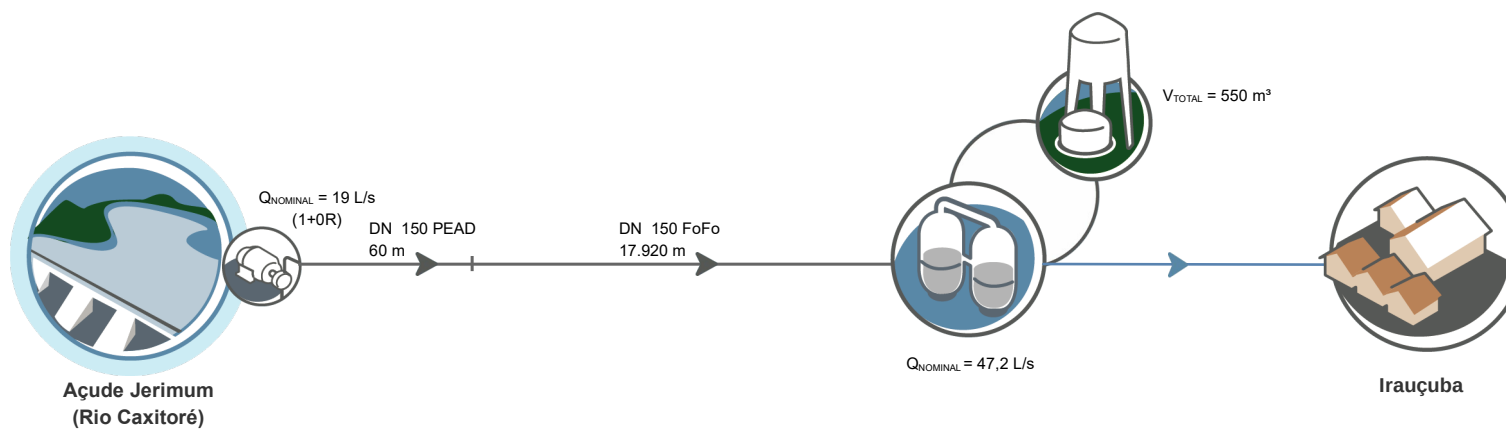 V_TOTAL = 550 m³
Q_NOMINAL = 19 L/s
(1+0R)
DN 150 PEAD
60 m
DN 150 FoFo
17.920 m
Q_NOMINAL = 47,2 L/s
Açude Jerimum
(Rio Caxitoré)
Irauçuba